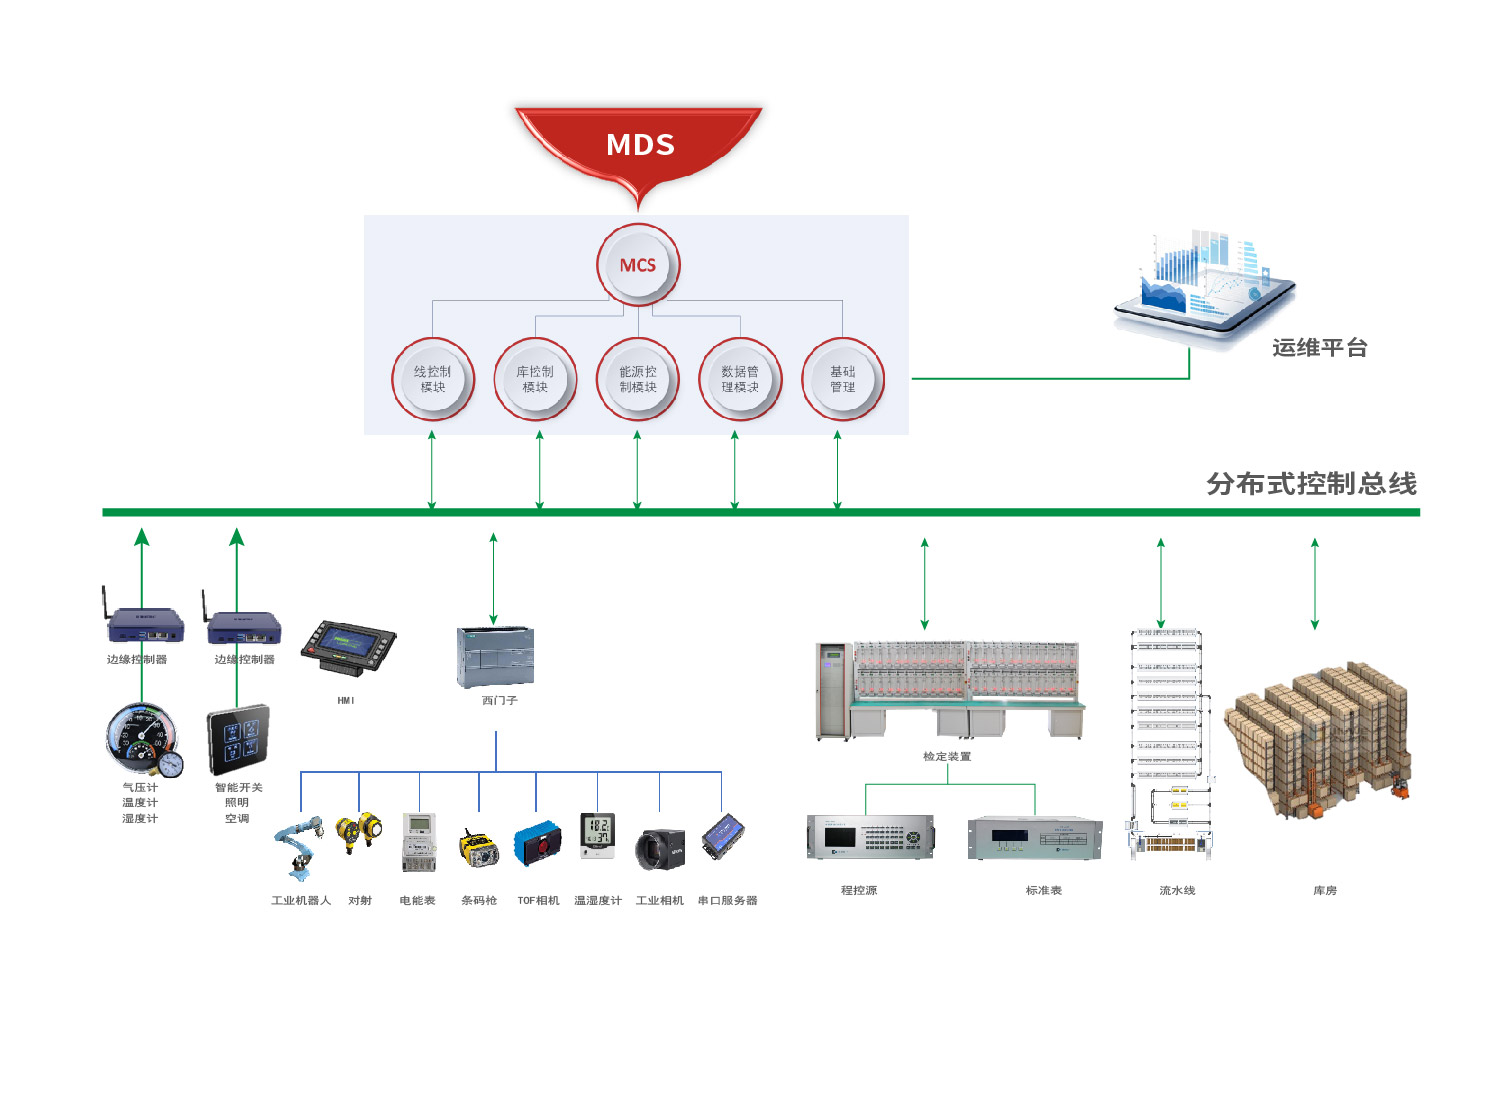 MDS
MCS
线控制
模块
库控制
模块
能源控
制模块
数据管
理模块
基础
管理
运维平台
分布式控制总线
边缘控制器
边缘控制器
HMI
西门子
气压计
温度计
湿度计
智能开关
照明
空调
检定装置
工业机器人
对射
电能表
条码枪
TOF相机
温湿度计
工业相机
串口服务器
程控源
标准表
流水线
库房